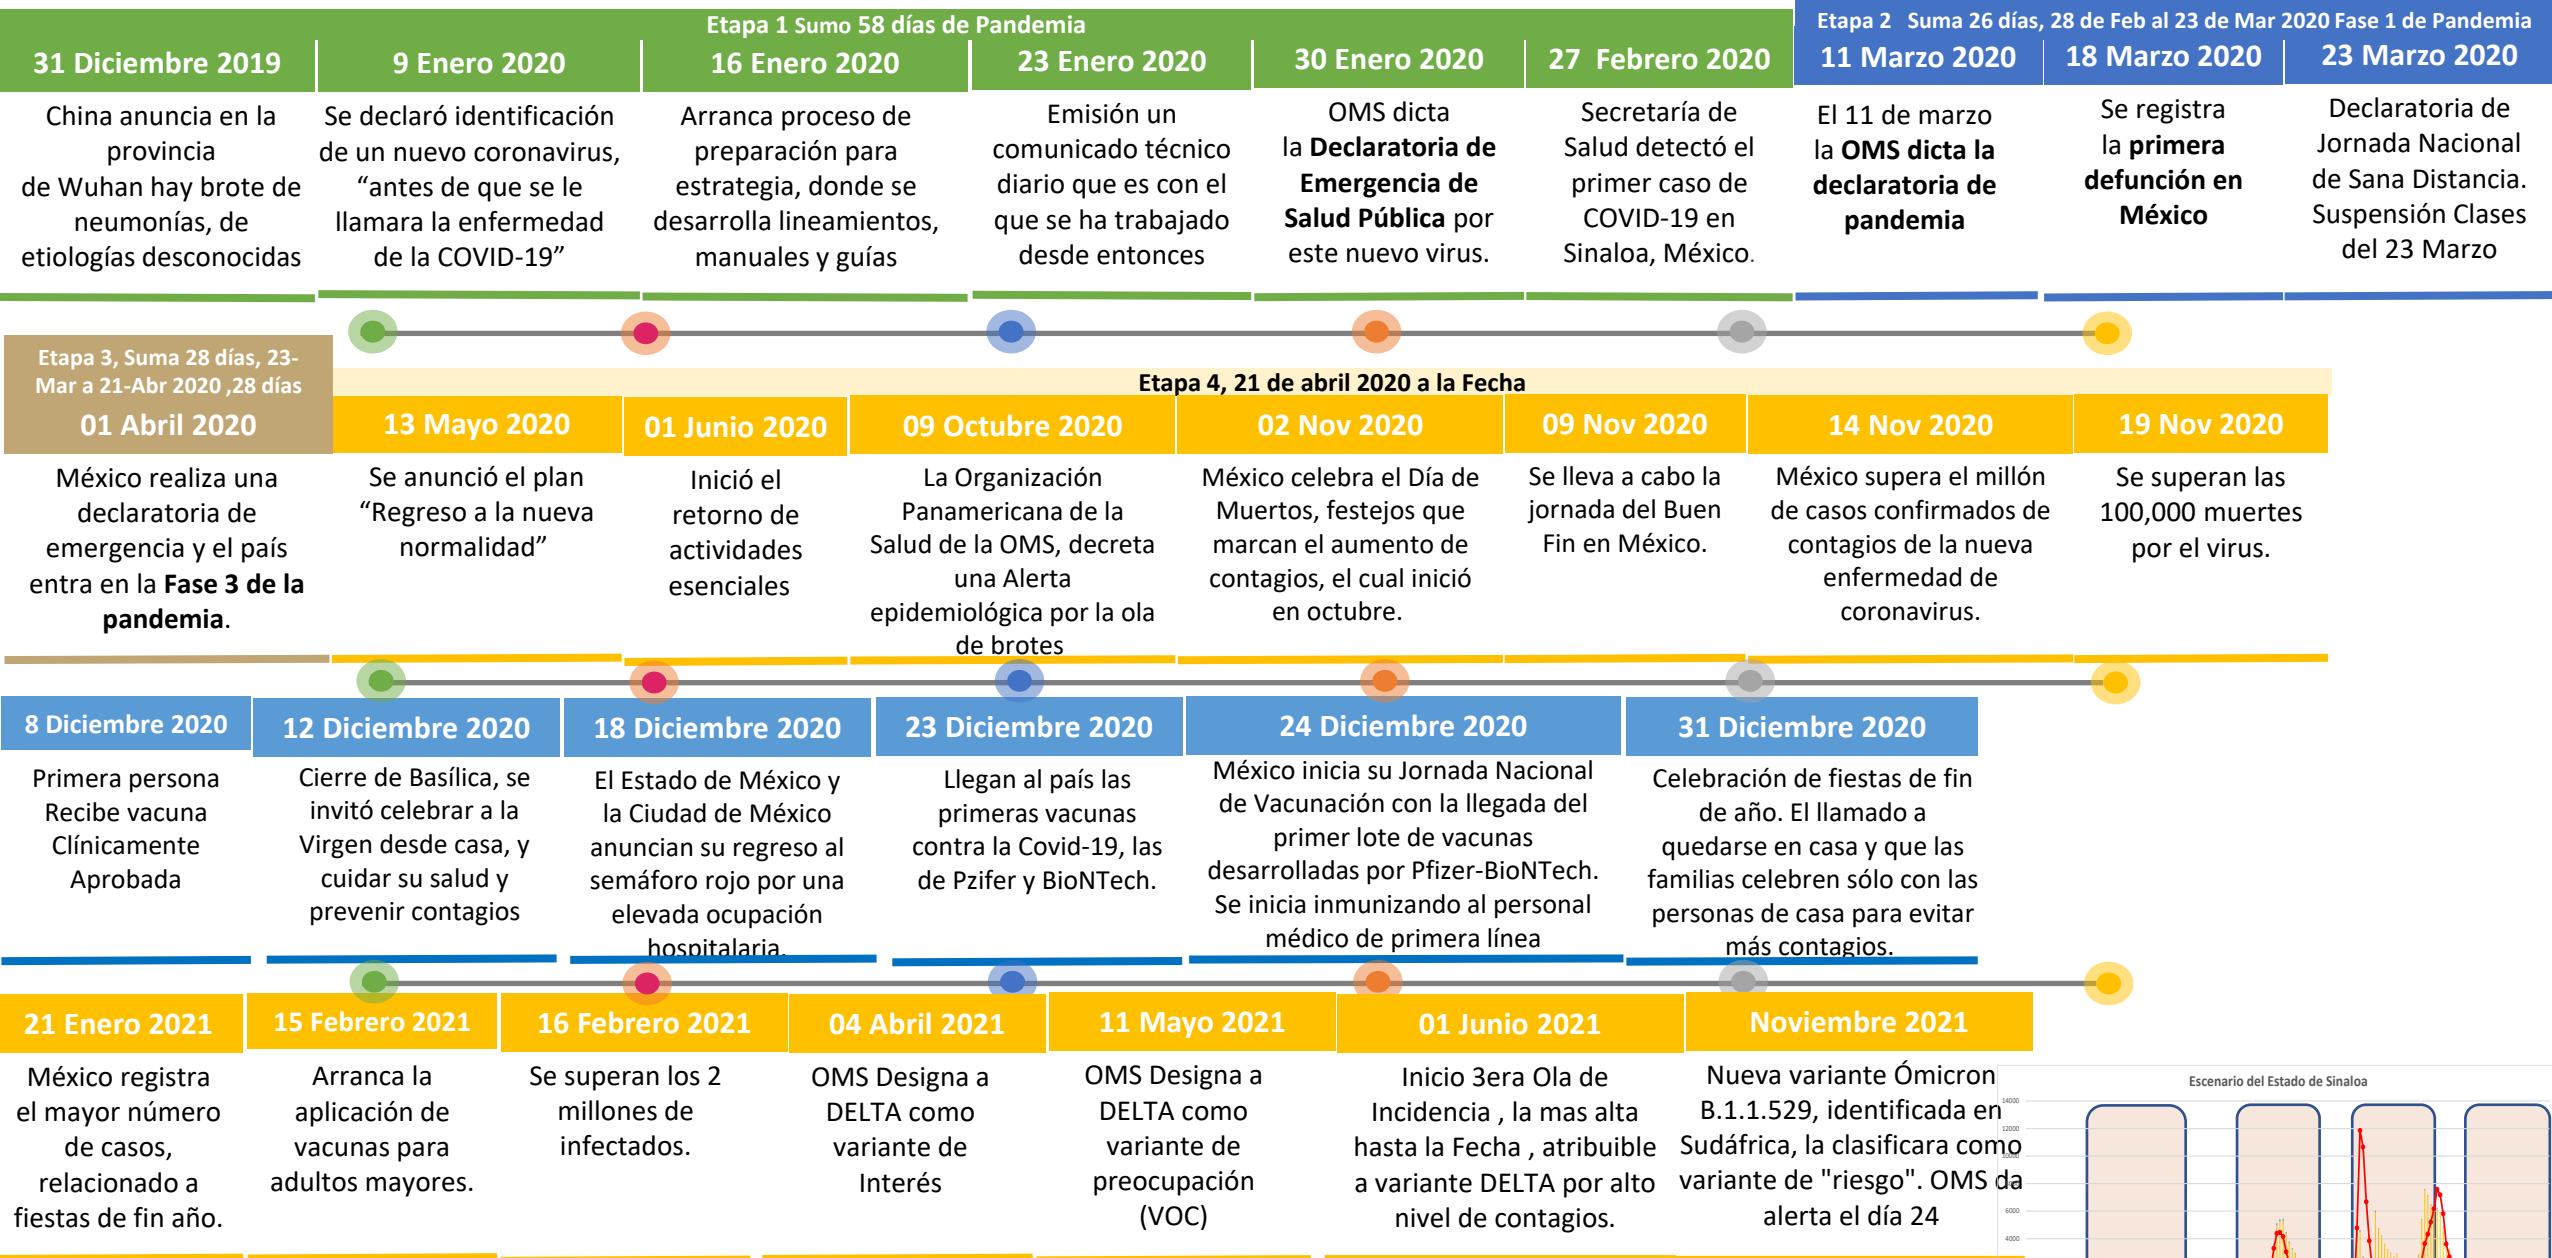 Etapa 1 Sumo 58 días de Pandemia
31 Diciembre 2019
China anuncia en la
provincia
de Wuhan hay brote de
neumonías, de
etiologías desconocidas
9 Enero 2020
Se declaró identificación
de un nuevo coronavirus,
“antes de que se le
llamara la enfermedad
de la COVID-19”
16 Enero 2020
Arranca proceso de
preparación para
estrategia, donde se
desarrolla lineamientos,
manuales y guías
23 Enero 2020
Emisión un
comunicado técnico
diario que es con el
que se ha trabajado
desde entonces
30 Enero 2020
OMS dicta
la Declaratoria de
Emergencia de
Salud Pública por
este nuevo virus.
27 Febrero 2020
Secretaría de
Salud detectó el
primer caso de
COVID-19 en
Sinaloa, México.
Etapa 2 Suma 26 días, 28 de Feb al 23 de Mar 2020 Fase 1 de Pandemia
11 Marzo 2020
El 11 de marzo
la OMS dicta la
declaratoria de
pandemia
18 Marzo 2020
Se registra
la primera
defunción en
México
23 Marzo 2020
Declaratoria de
Jornada Nacional
de Sana Distancia.
Suspensión Clases
del 23 Marzo
Etapa 3, Suma 28 días, 23-
Mar a 21-Abr 2020 ,28 días
01 Abril 2020
México realiza una
declaratoria de
emergencia y el país
entra en la Fase 3 de la
pandemia.
Etapa 4, 21 de abril 2020 a la Fecha
13 Mayo 2020
Se anunció el plan
“Regreso a la nueva
normalidad”
01 Junio 2020
Inició el
retorno de
actividades
esenciales
09 Octubre 2020
La Organización
Panamericana de la
Salud de la OMS, decreta
una Alerta
epidemiológica por la ola
de brotes
02 Nov 2020
México celebra el Día de
Muertos, festejos que
marcan el aumento de
contagios, el cual inició
en octubre.
09 Nov 2020
Se lleva a cabo la
jornada del Buen
Fin en México.
14 Nov 2020
México supera el millón
de casos confirmados de
contagios de la nueva
enfermedad de
coronavirus.
19 Nov 2020
Se superan las
100,000 muertes
por el virus.
8 Diciembre 2020
Primera persona
Recibe vacuna
Clínicamente
Aprobada
12 Diciembre 2020
Cierre de Basílica, se
invitó celebrar a la
Virgen desde casa, y
cuidar su salud y
prevenir contagios
18 Diciembre 2020
El Estado de México y
la Ciudad de México
anuncian su regreso al
semáforo rojo por una
elevada ocupación
hospitalaria.
23 Diciembre 2020
Llegan al país las
primeras vacunas
contra la Covid-19, las
de Pzifer y BioNTech.
24 Diciembre 2020
México inicia su Jornada Nacional
de Vacunación con la llegada del
primer lote de vacunas
desarrolladas por Pfizer-BioNTech.
Se inicia inmunizando al personal
médico de primera línea
31 Diciembre 2020
Celebración de fiestas de fin
de año. El llamado a
quedarse en casa y que las
familias celebren sólo con las
personas de casa para evitar
más contagios.
21 Enero 2021
México registra
el mayor número
de casos,
relacionado a
fiestas de fin año.
15 Febrero 2021
Arranca la
aplicación de
vacunas para
adultos mayores.
16 Febrero 2021
Se superan los 2
millones de
infectados.
04 Abril 2021
OMS Designa a
DELTA como
variante de
Interés
11 Mayo 2021
OMS Designa a
DELTA como
variante de
preocupación
(VOC)
01 Junio 2021
Inicio 3era Ola de
Incidencia , la mas alta
hasta la Fecha , atribuible
a variante DELTA por alto
nivel de contagios.
Noviembre 2021
Nueva variante Ómicron
B.1.1.529, identificada en
Sudáfrica, la clasificara como
variante de "riesgo". OMS da
alerta el día 24
Escenario del Estado de Sinaloa
14000
12000
10000
6000
4000